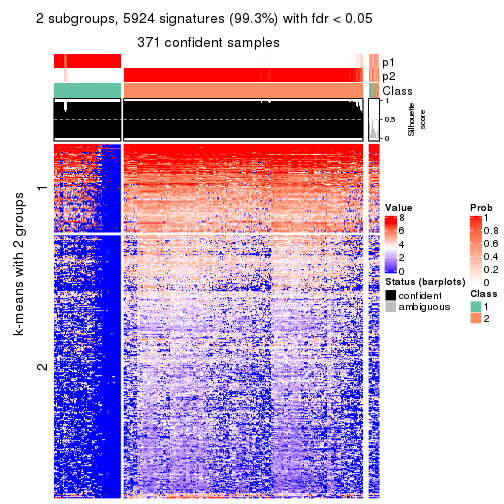 2 subgroups, 5924 signatures (99.3%) with fdr < 0.05
371 confident samples
p1
p2
Class
1
0.5
0
Silhouette
score
k-means with 2 groups
1
2
Value
8
6
4
2
0
Status (barplots)
confident
ambiguous
Prob
1
0.8
0.6
0.4
0.2
0
Class
1
2